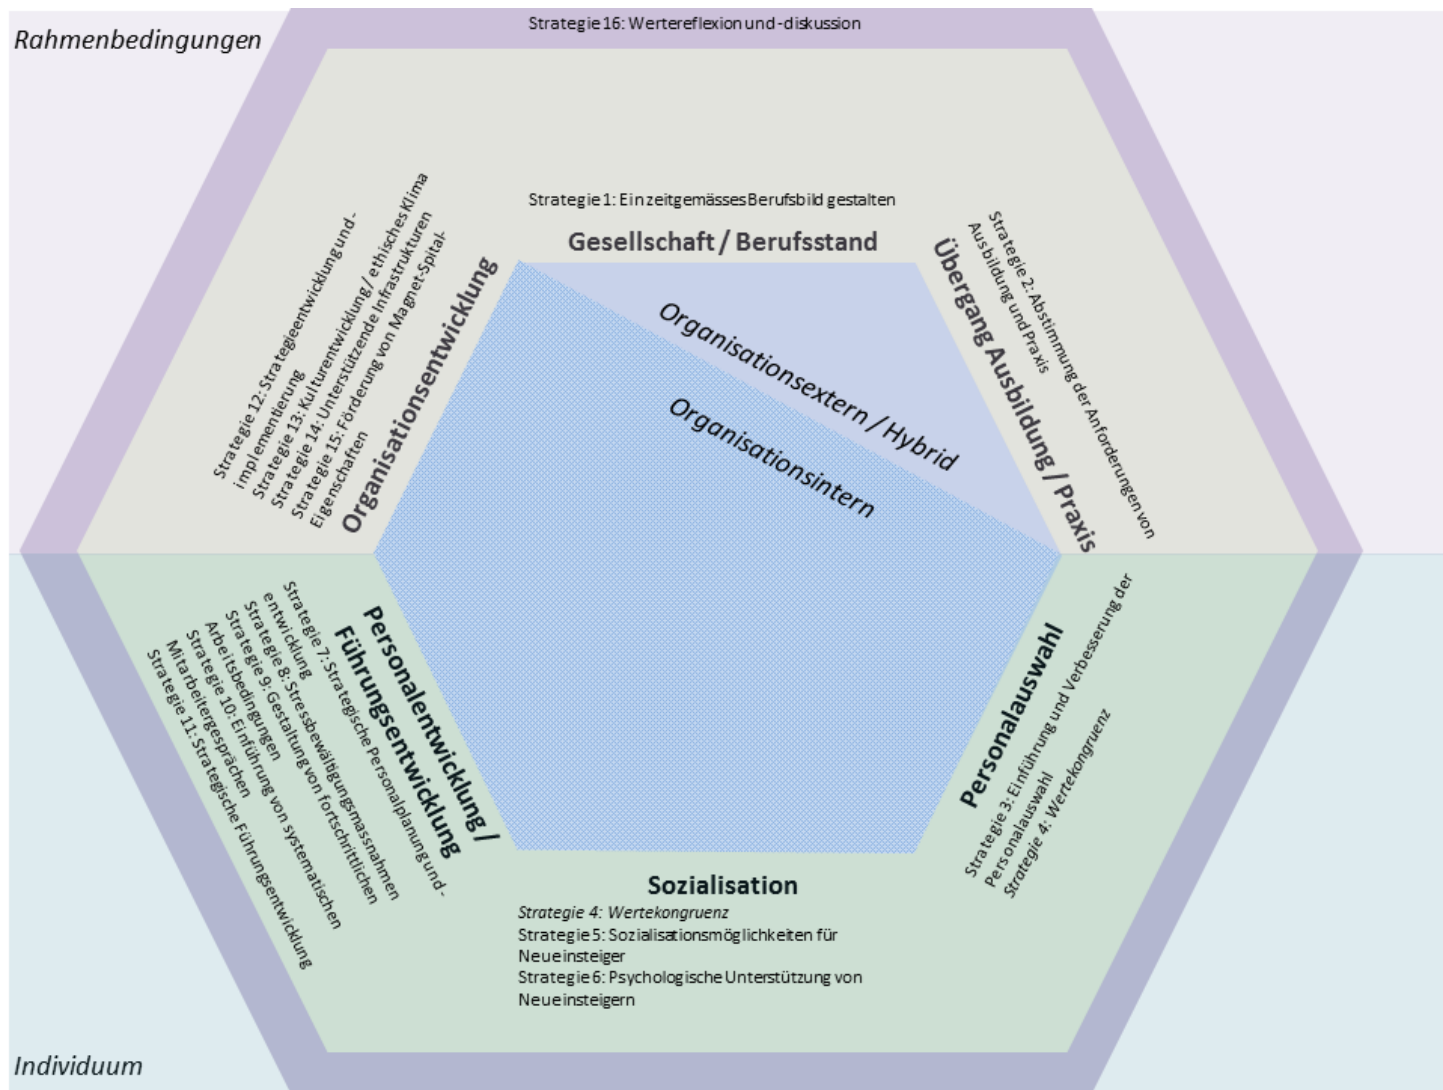 Rahmenbedingungen
Strategie 16: Wertereflexion und -diskussion
Strategie 1: Ein zeitgemässes Berufsbild gestalten
Gesellschaft / Berufsstand
Strategie 2: Abstimmung der Anforderungen von
Ausbildung und Praxis
Übergang Ausbildung / Praxis
Organisationsextern / Hybrid
Organisationsintern
Strategie 12: Strategieentwicklung und -
implementierung
Strategie 13: Kulturentwicklung / ethisches Klima
Strategie 14: Unterstützende Infrastrukturen
Strategie 15: Förderung von Magnet-Spital-
Eigenschaften
Organisationsentwicklung
Personalentwicklung /
Führungsentwicklung
Strategie 7: Strategische Personalplanung und -
entwicklung
Strategie 8: Stressbewältigungsmassnahmen
Strategie 9: Gestaltung von fortschrittlichen
Arbeitsbedingungen
Strategie 10: Einführung von systematischen
Mitarbeitergesprächen
Strategie 11: Strategische Führungsentwicklung
Personalauswahl
Strategie 3: Einführung und Verbesserung der
Personalauswahl
Strategie 4: Wertekongruenz
Sozialisation
Strategie 4: Wertekongruenz
Strategie 5: Sozialisationsmöglichkeiten für
Neueinsteiger
Strategie 6: Psychologische Unterstützung von
Neueinsteigern
Individuum